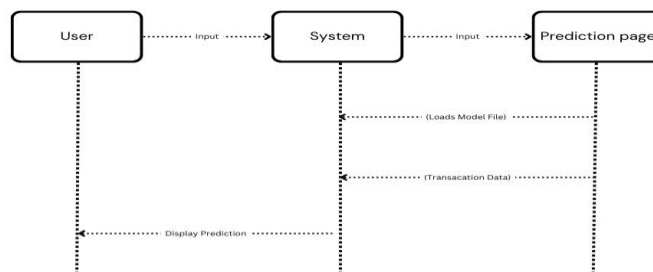 User
Input
System
Input
Prediction page
(Loads Model File)
(Transacation Data)
Display Prediction